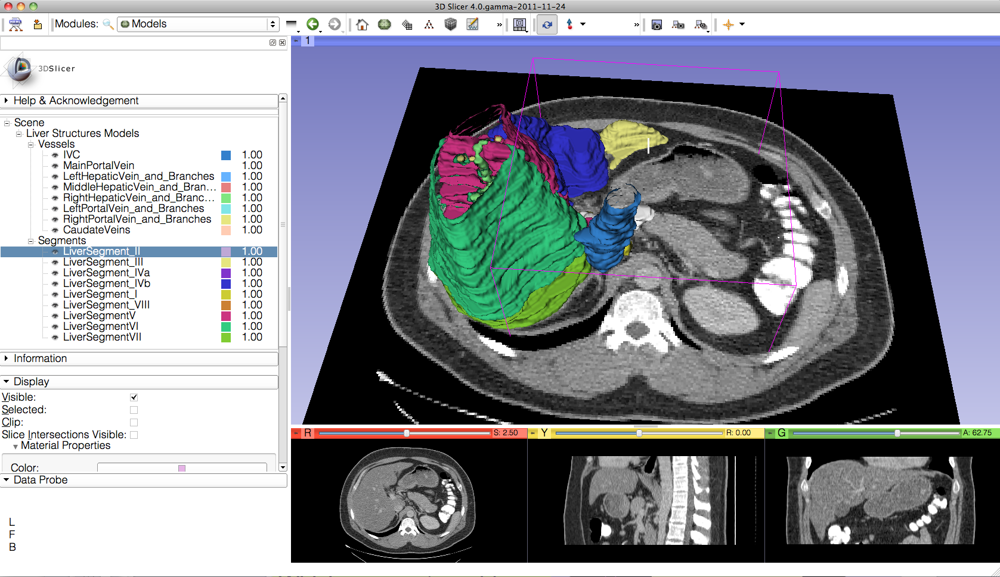 3D Slicer 4.0.gamma-2011-11-24
MRML
Modules: Models
»
»
1
3DSlicer
Help & Acknowledgement
Scene
Liver Structures Models
Vessels
IVC 1.00
MainPortalVein 1.00
LeftHepaticVein_and_Branches 1.00
MiddleHepaticVein_and_Bran... 1.00
RightHepaticVein_and_Branc... 1.00
LeftPortalVein_and_Branches 1.00
RightPortalVein_and_Branches 1.00
CaudateVeins 1.00
Segments
LiverSegment_II 1.00
LiverSegment_III 1.00
LiverSegment_IVa 1.00
LiverSegment_IVb 1.00
LiverSegment_I 1.00
LiverSegment_VIII 1.00
LiverSegmentV 1.00
LiverSegmentVI 1.00
LiverSegmentVII 1.00
Information
Display
Visible:
Selected:
Clip:
Slice Intersections Visible:
Material Properties
Color:
Data Probe
L
F
B
R S: 2.50
Y R: 0.00
G A: 62.75